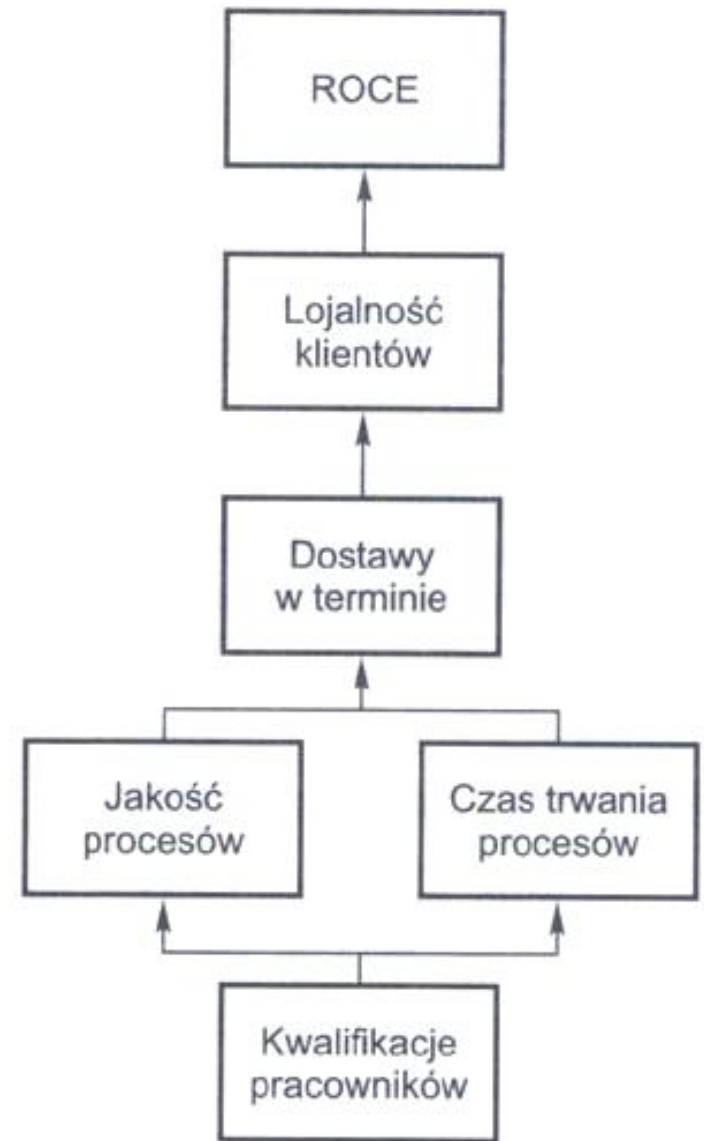 ROCE
Lojalność
klientów
Dostawy
w terminie
Jakość
procesów
Czas trwania
procesów
Kwalifikacje
pracowników